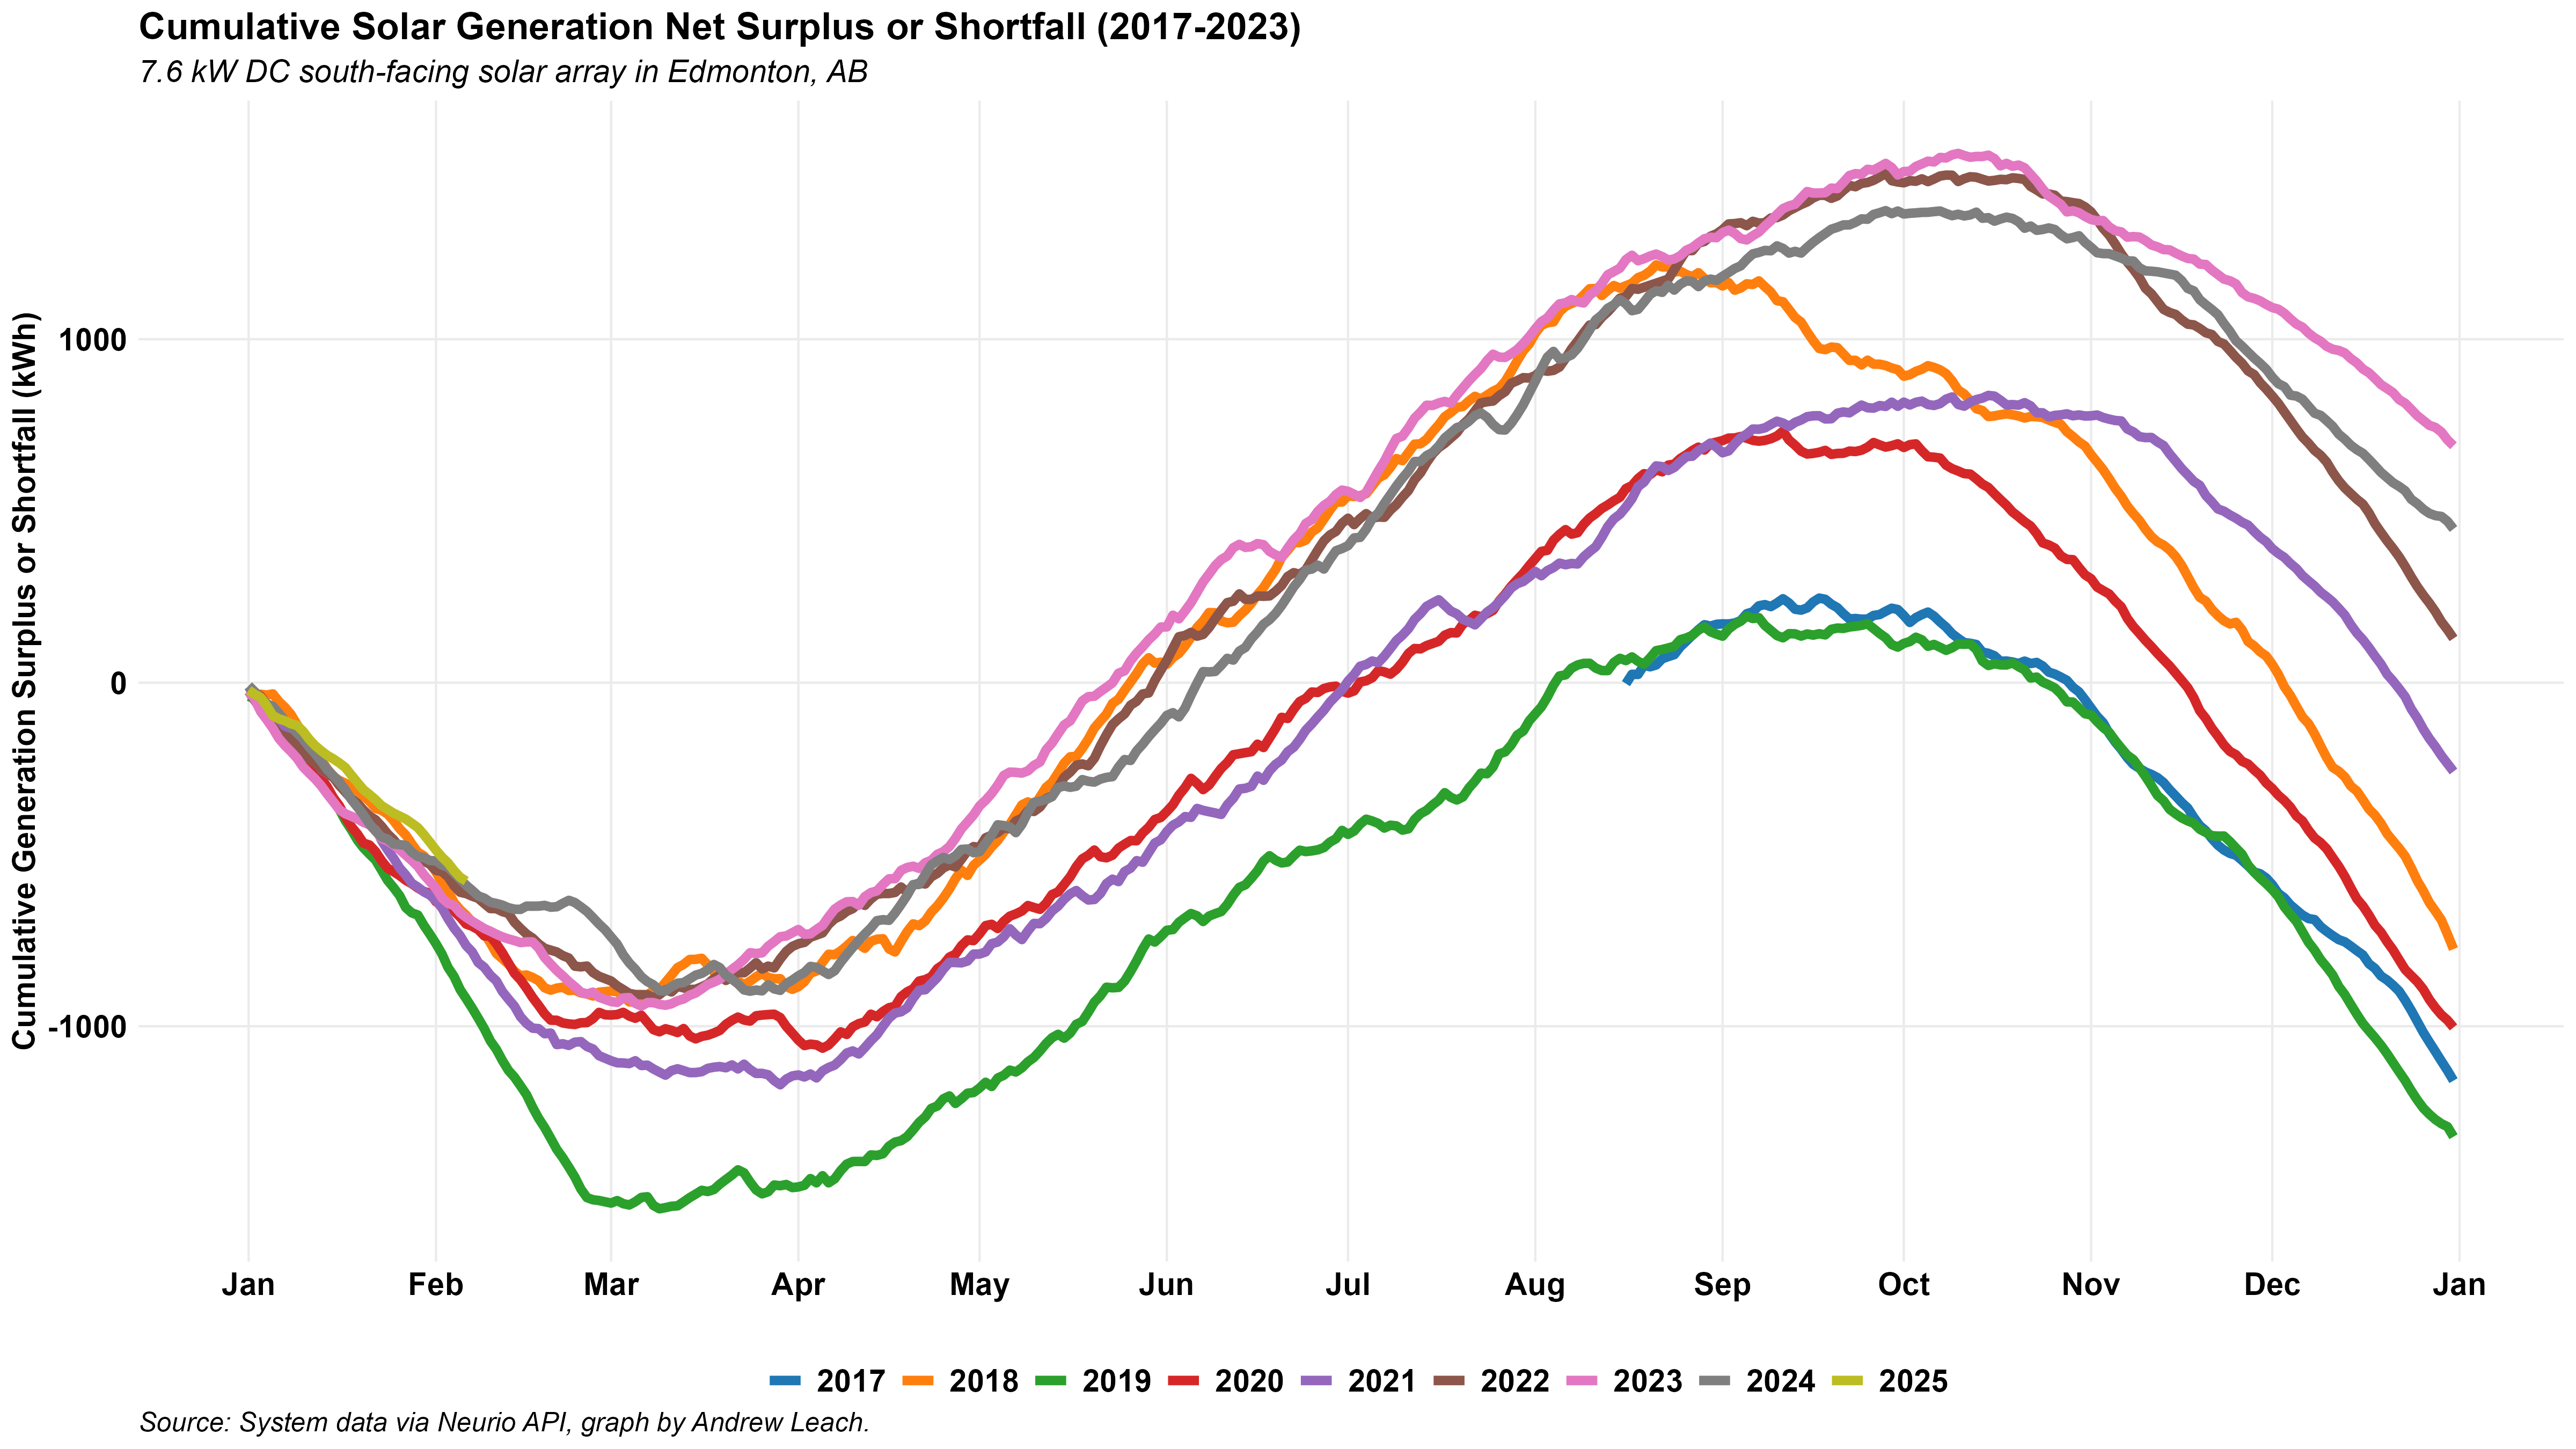 Cumulative Solar Generation Net Surplus or Shortfall (2017-2023)
7.6 kW DC south-facing solar array in Edmonton, AB
Cumulative Generation Surplus or Shortfall (kWh)
1000
0
-1000
Jan Feb Mar Apr May Jun Jul Aug Sep Oct Nov Dec Jan
2017 2018 2019 2020 2021 2022 2023 2024 2025
Source: System data via Neurio API, graph by Andrew Leach.